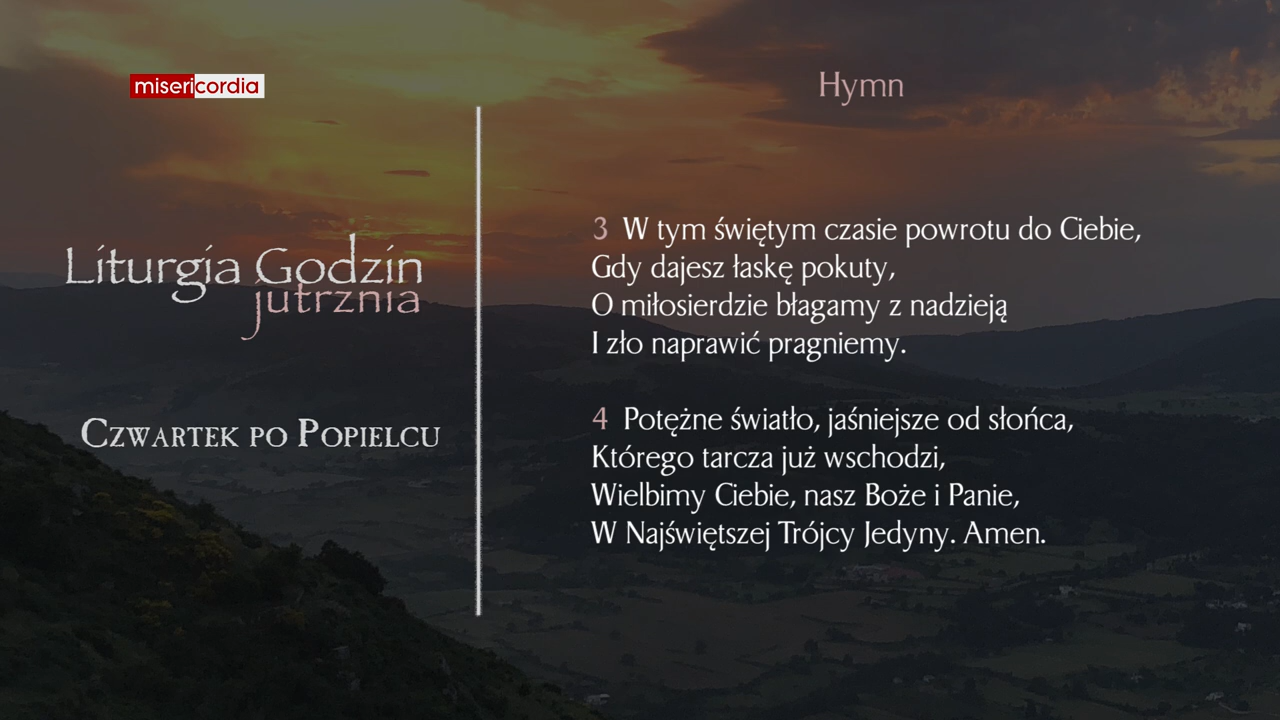 misericordia
Liturgia Godzin
jutrznia
Czwartek po Popielcu
Hymn
3 W tym świętym czasie powrotu do Ciebie,
Gdy dajesz łaskę pokuty,
O miłosierdzie błagamy z nadzieją
I zło naprawić pragniemy.
4 Potężne światło, jaśniejsze od słońca,
Którego tarcza już wschodzi,
Wielbimy Ciebie, nasz Boże i Panie,
W Najświętszej Trójcy Jedyny. Amen.